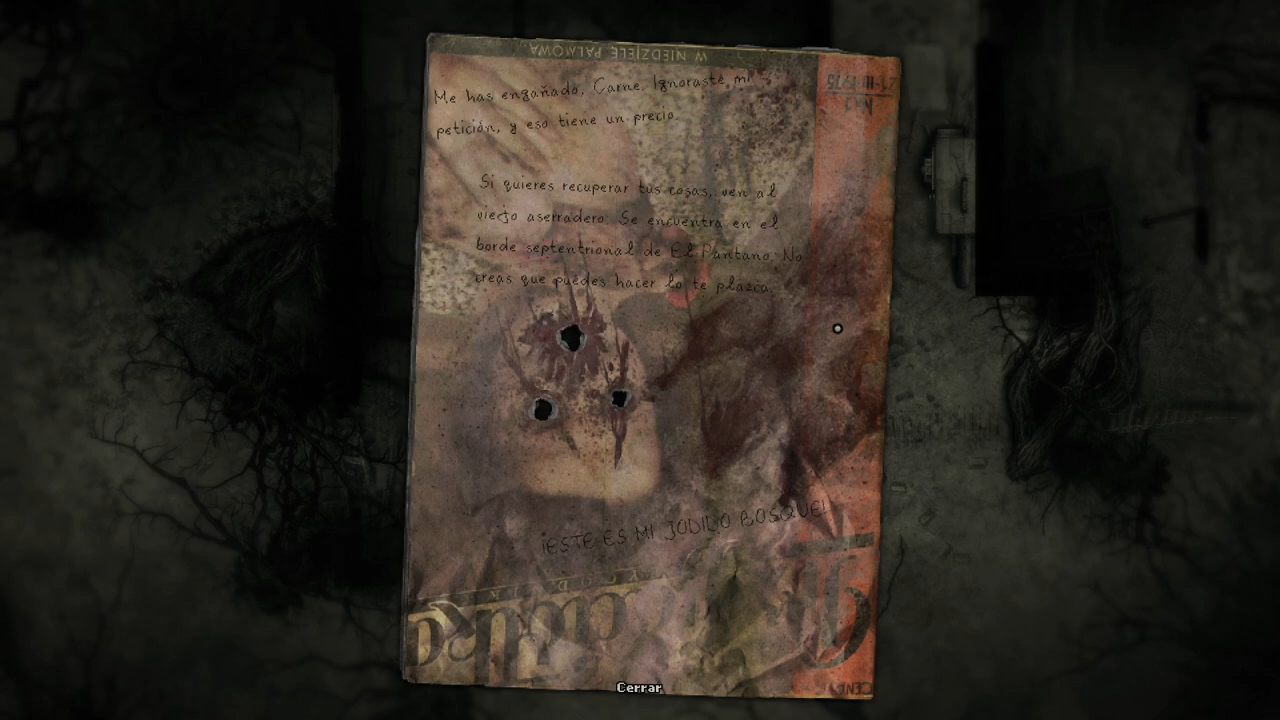 W NIEDZIELE PALMOWA
Me has engañado, Carne. Ignoraste mi
petición, y eso tiene un precio.
Si quieres recuperar tus cosas, ven al
viejo aserradero. Se encuentra en el
borde septentrional de El Pantano. No
creas que puedes hacer lo te plazca.
¡ESTE ES MI JODIDO BOSQUE!
Cerrar